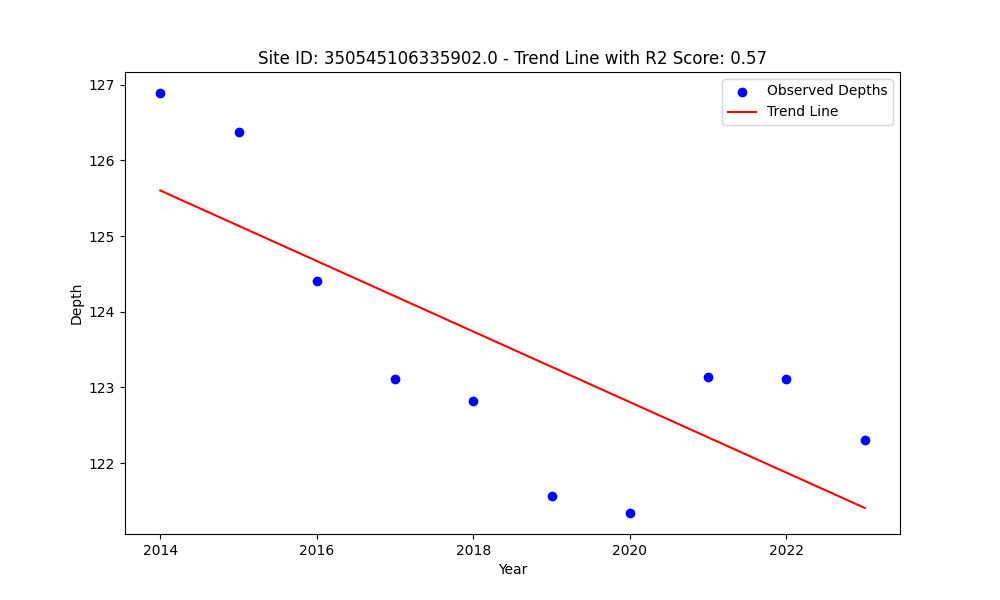 Site ID: 350545106335902.0 - Trend Line with R2 Score: 0.57
Observed Depths
Trend Line
127
126
125
124
123
122
Depth
2014
2016
2018
2020
2022
Year